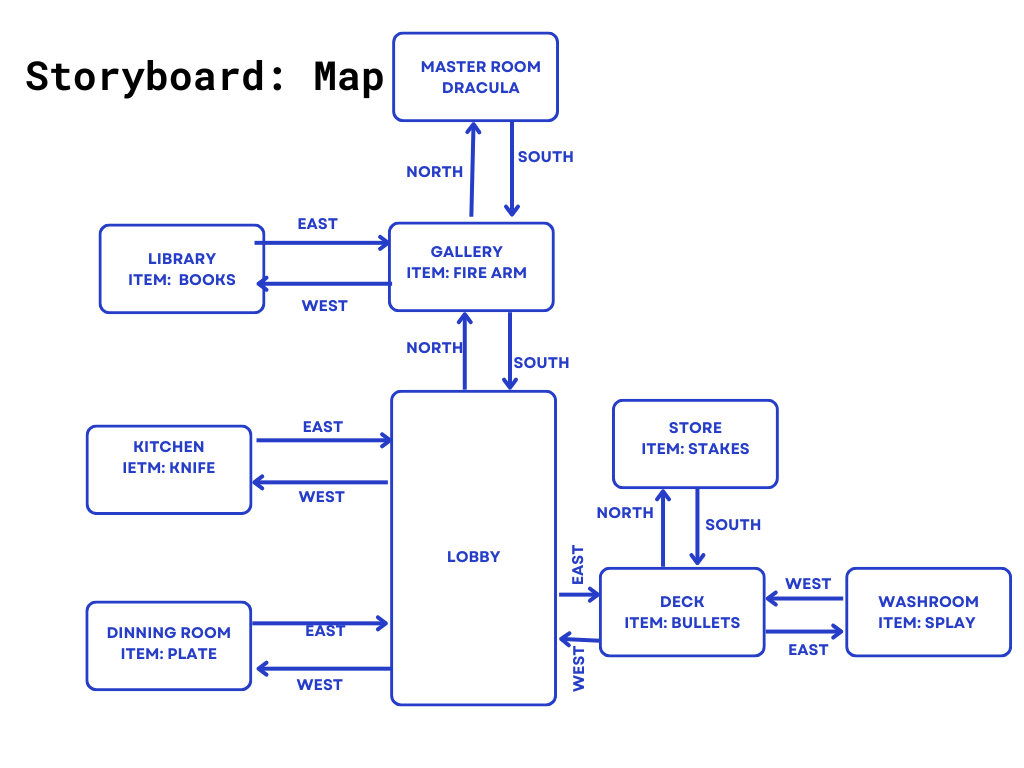 Storyboard: Map
MASTER ROOM
DRACULA
NORTH
SOUTH
LIBRARY
ITEM: BOOKS
EAST
WEST
GALLERY
ITEM: FIRE ARM
NORTH
SOUTH
KITCHEN
IETM: KNIFE
EAST
WEST
LOBBY
STORE
ITEM: STAKES
NORTH
SOUTH
DINNING ROOM
ITEM: PLATE
EAST
WEST
EAST
WEST
DECK
ITEM: BULLETS
WEST
EAST
WASHROOM
ITEM: SPLAY